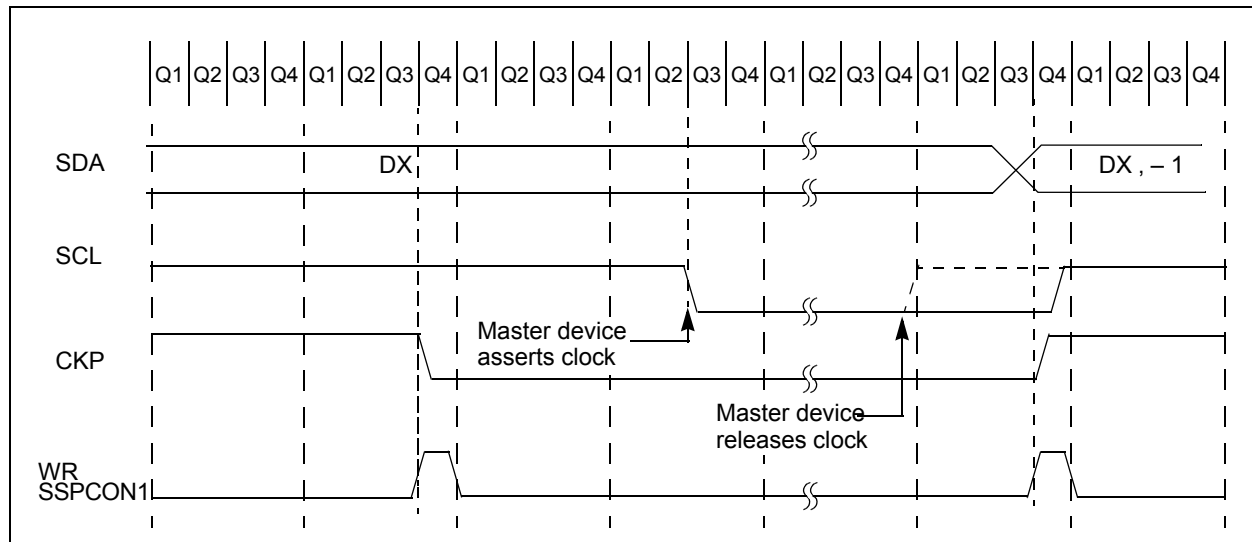 Q1 Q2 Q3 Q4 Q1 Q2 Q3 Q4 Q1 Q2 Q3 Q4 Q1 Q2 Q3 Q4 Q1 Q2 Q3 Q4 Q1 Q2 Q3 Q4 Q1 Q2 Q3 Q4
SDA
DX
DX , – 1
SCL
Master device
asserts clock
CKP
Master device
releases clock
WR
SSPCON1